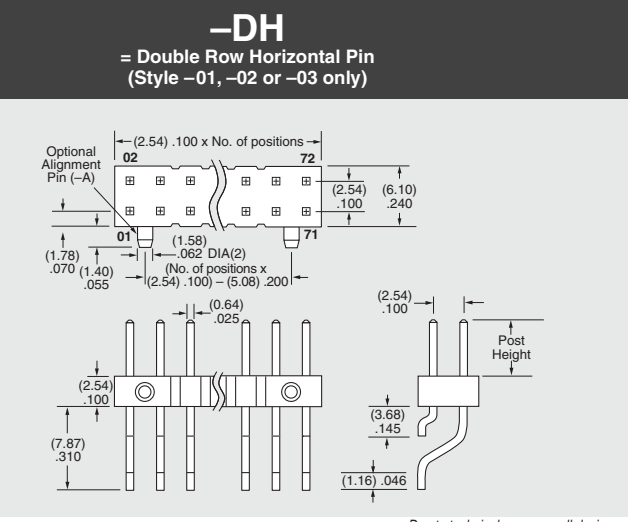 –DH
= Double Row Horizontal Pin
(Style –01, –02 or –03 only)
(2.54) .100 x No. of positions
Optional
Alignment
Pin (–A)
02
72
(2.54)
.100
(6.10)
.240
01
71
(1.78)
.070
(1.40)
.055
(1.58)
.062 DIA(2)
(No. of positions x
(2.54) .100) – (5.08) .200
(0.64)
.025
(2.54)
.100
Post
Height
(2.54)
.100
(7.87)
.310
(3.68)
.145
(1.16) .046